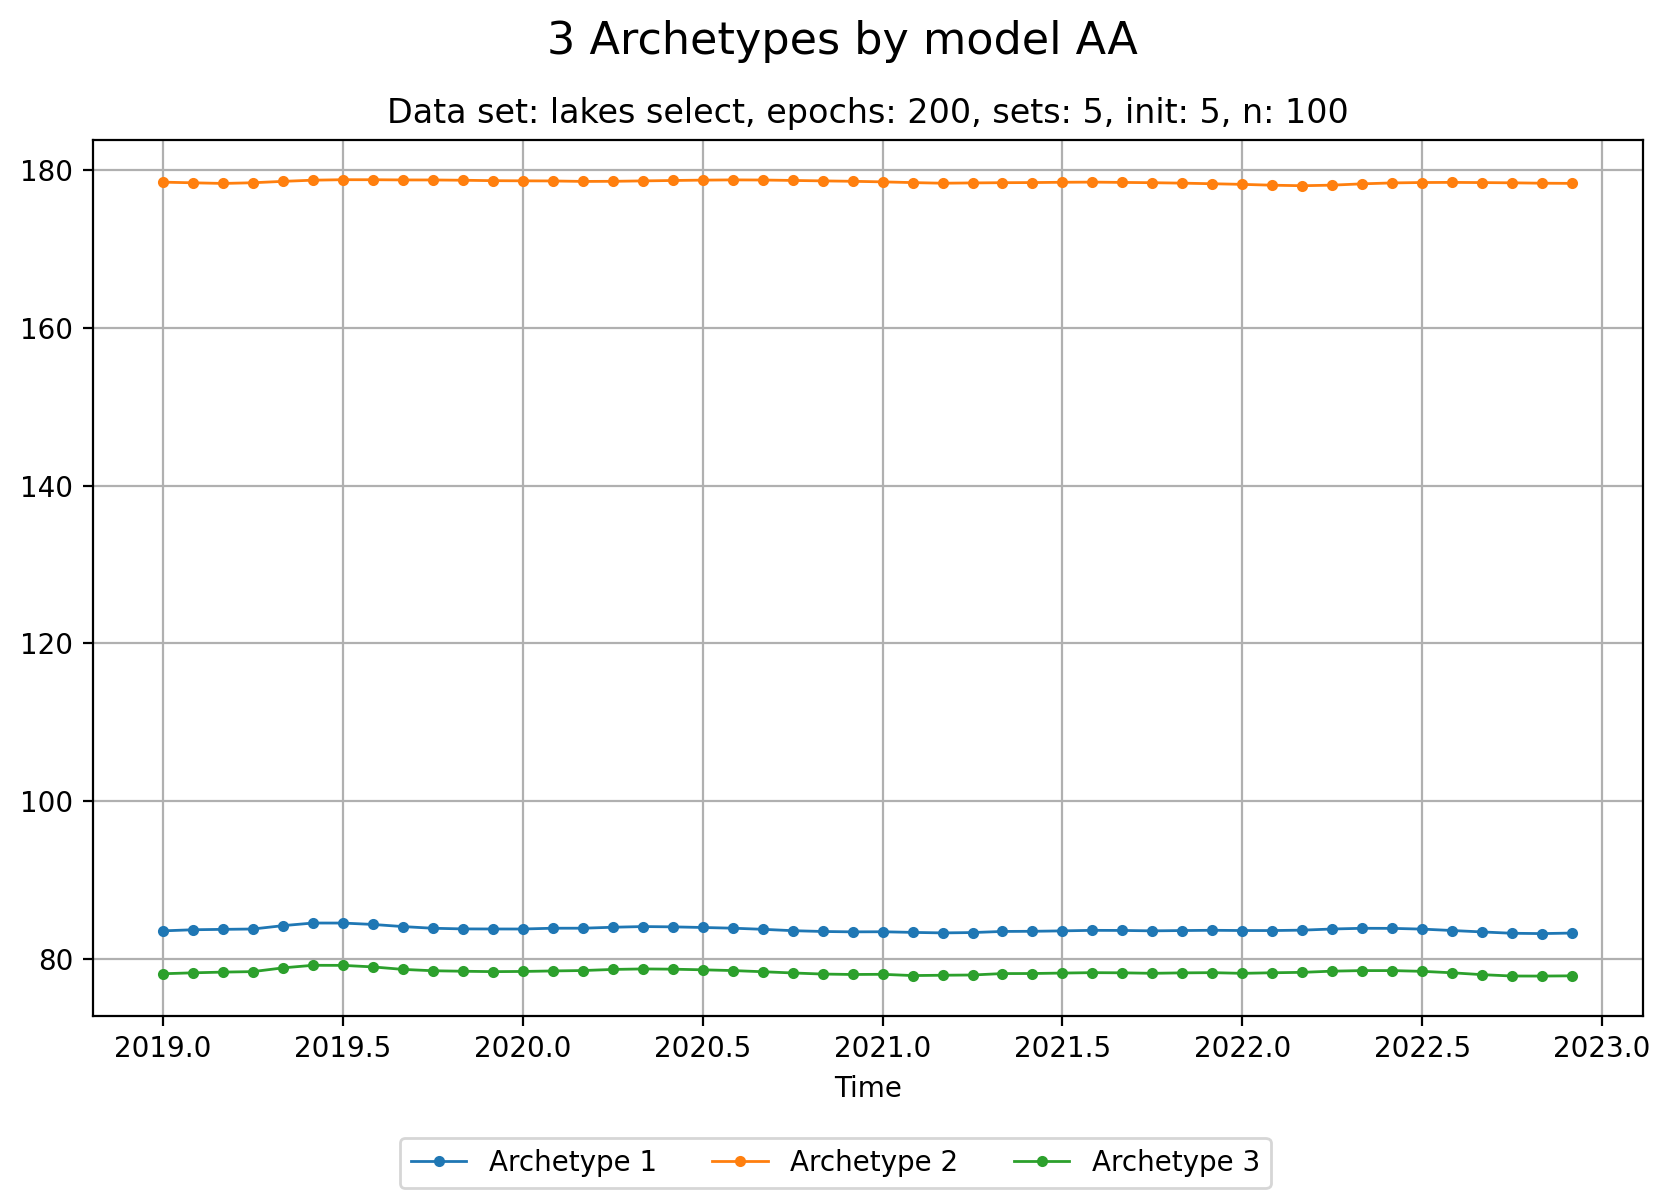 3 Archetypes by model AA
Data set: lakes select, epochs: 200, sets: 5, init: 5, n: 100
180
160
140
120
100
80
2019.0 2019.5 2020.0 2020.5 2021.0 2021.5 2022.0 2022.5 2023.0
Time
Archetype 1 Archetype 2 Archetype 3